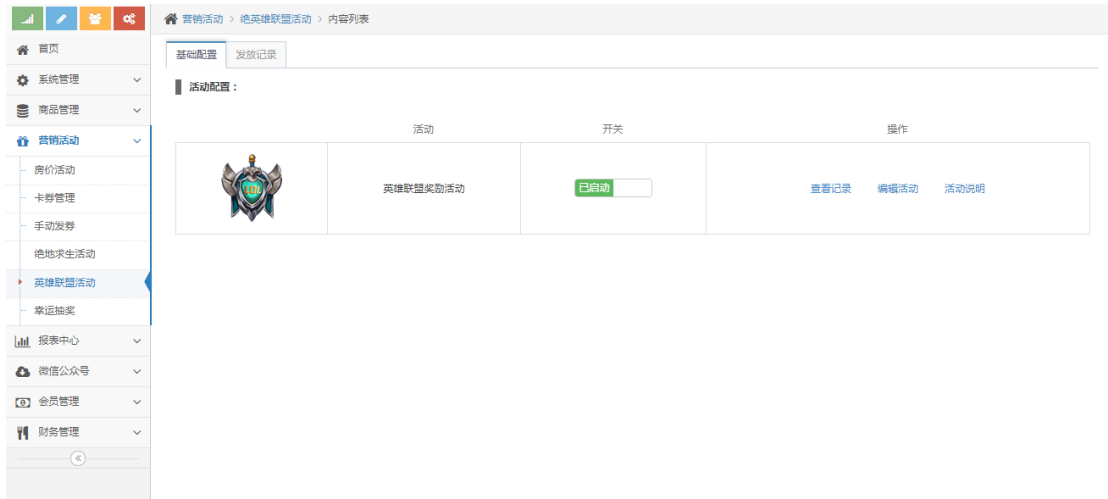 营销活动 > 绝英雄联盟活动 > 内容列表
首页
系统管理
商品管理
营销活动
房价活动
卡券管理
手动发券
绝地求生活动
英雄联盟活动
幸运抽奖
报表中心
微信公众号
会员管理
财务管理
基础配置 发放记录
活动配置：
活动 开关 操作
LOL
英雄联盟奖励活动 已启动 查看记录 编辑活动 活动说明